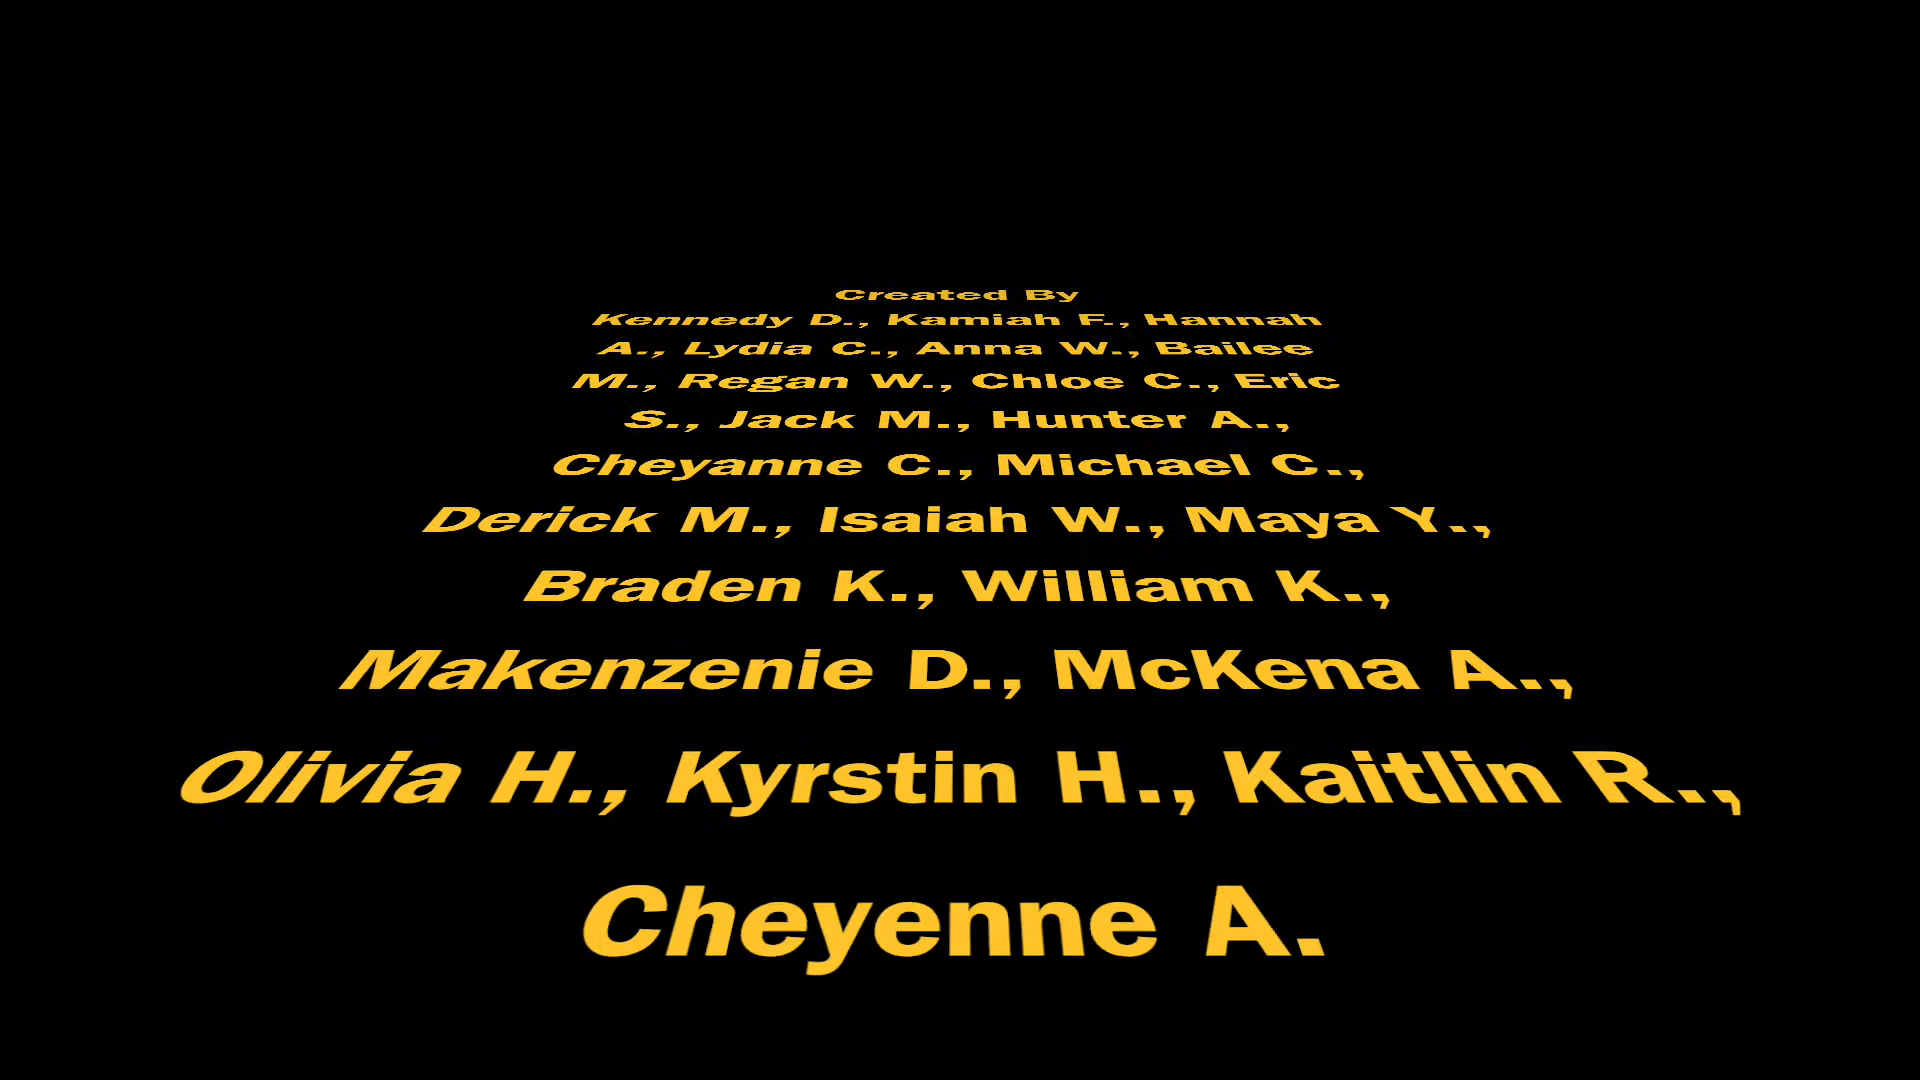 Created By
Kennedy D., Kamiah F., Hannah
A., Lydia C., Anna W., Bailee
M., Regan W., Chloe C., Eric
S., Jack M., Hunter A.,
Cheyanne C., Michael C.,
Derick M., Isaiah W., Maya Y.,
Braden K., William K.,
Makenzenie D., McKena A.,
Olivia H., Kyrstin H., Kaitlin R.,
Cheyenne A.